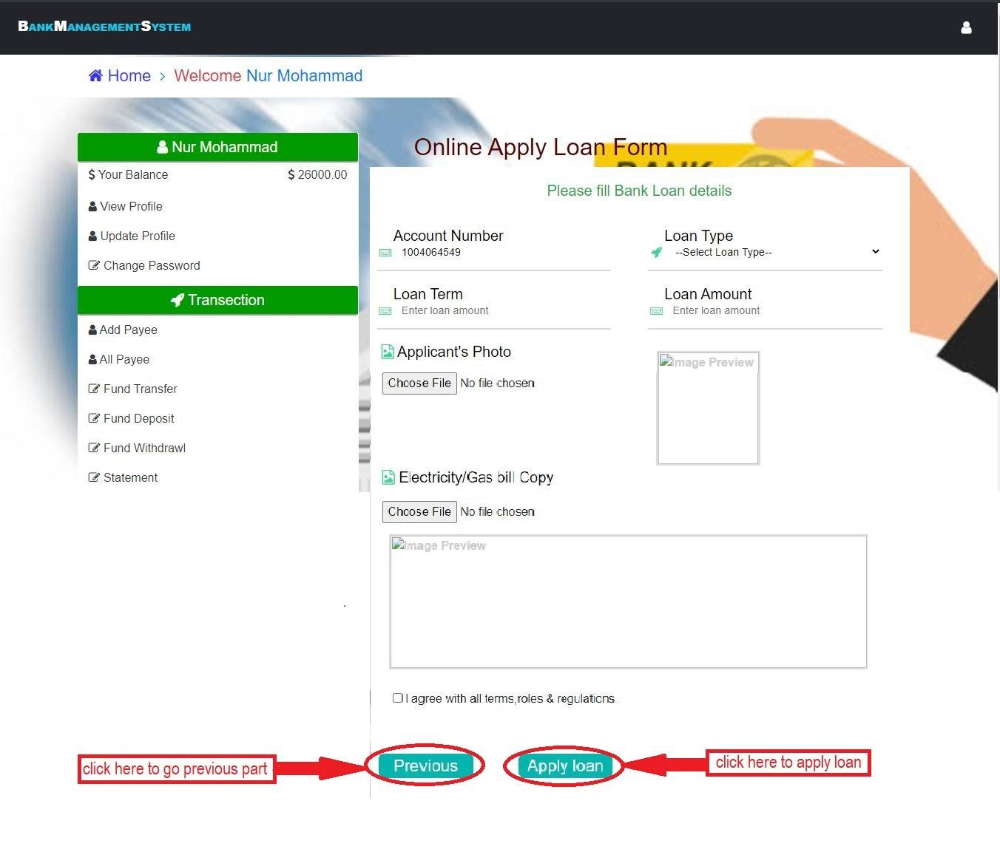 BANKMANAGEMENTSYSTEM
Home > Welcome Nur Mohammad
Nur Mohammad
$ Your Balance $ 26000.00
View Profile
Update Profile
Change Password
Transection
Add Payee
All Payee
Fund Transfer
Fund Deposit
Fund Withdrawl
Statement
Online Apply Loan Form
BANK
Please fill Bank Loan details
Account Number
1004064549
Loan Type
--Select Loan Type--
Loan Term
Enter loan amount
Loan Amount
Enter loan amount
Applicant's Photo
Choose File No file chosen
Image Preview
Electricity/Gas bill Copy
Choose File No file chosen
Image Preview
I agree with all terms,roles & regulations
click here to go previous part
Previous
Apply loan
click here to apply loan